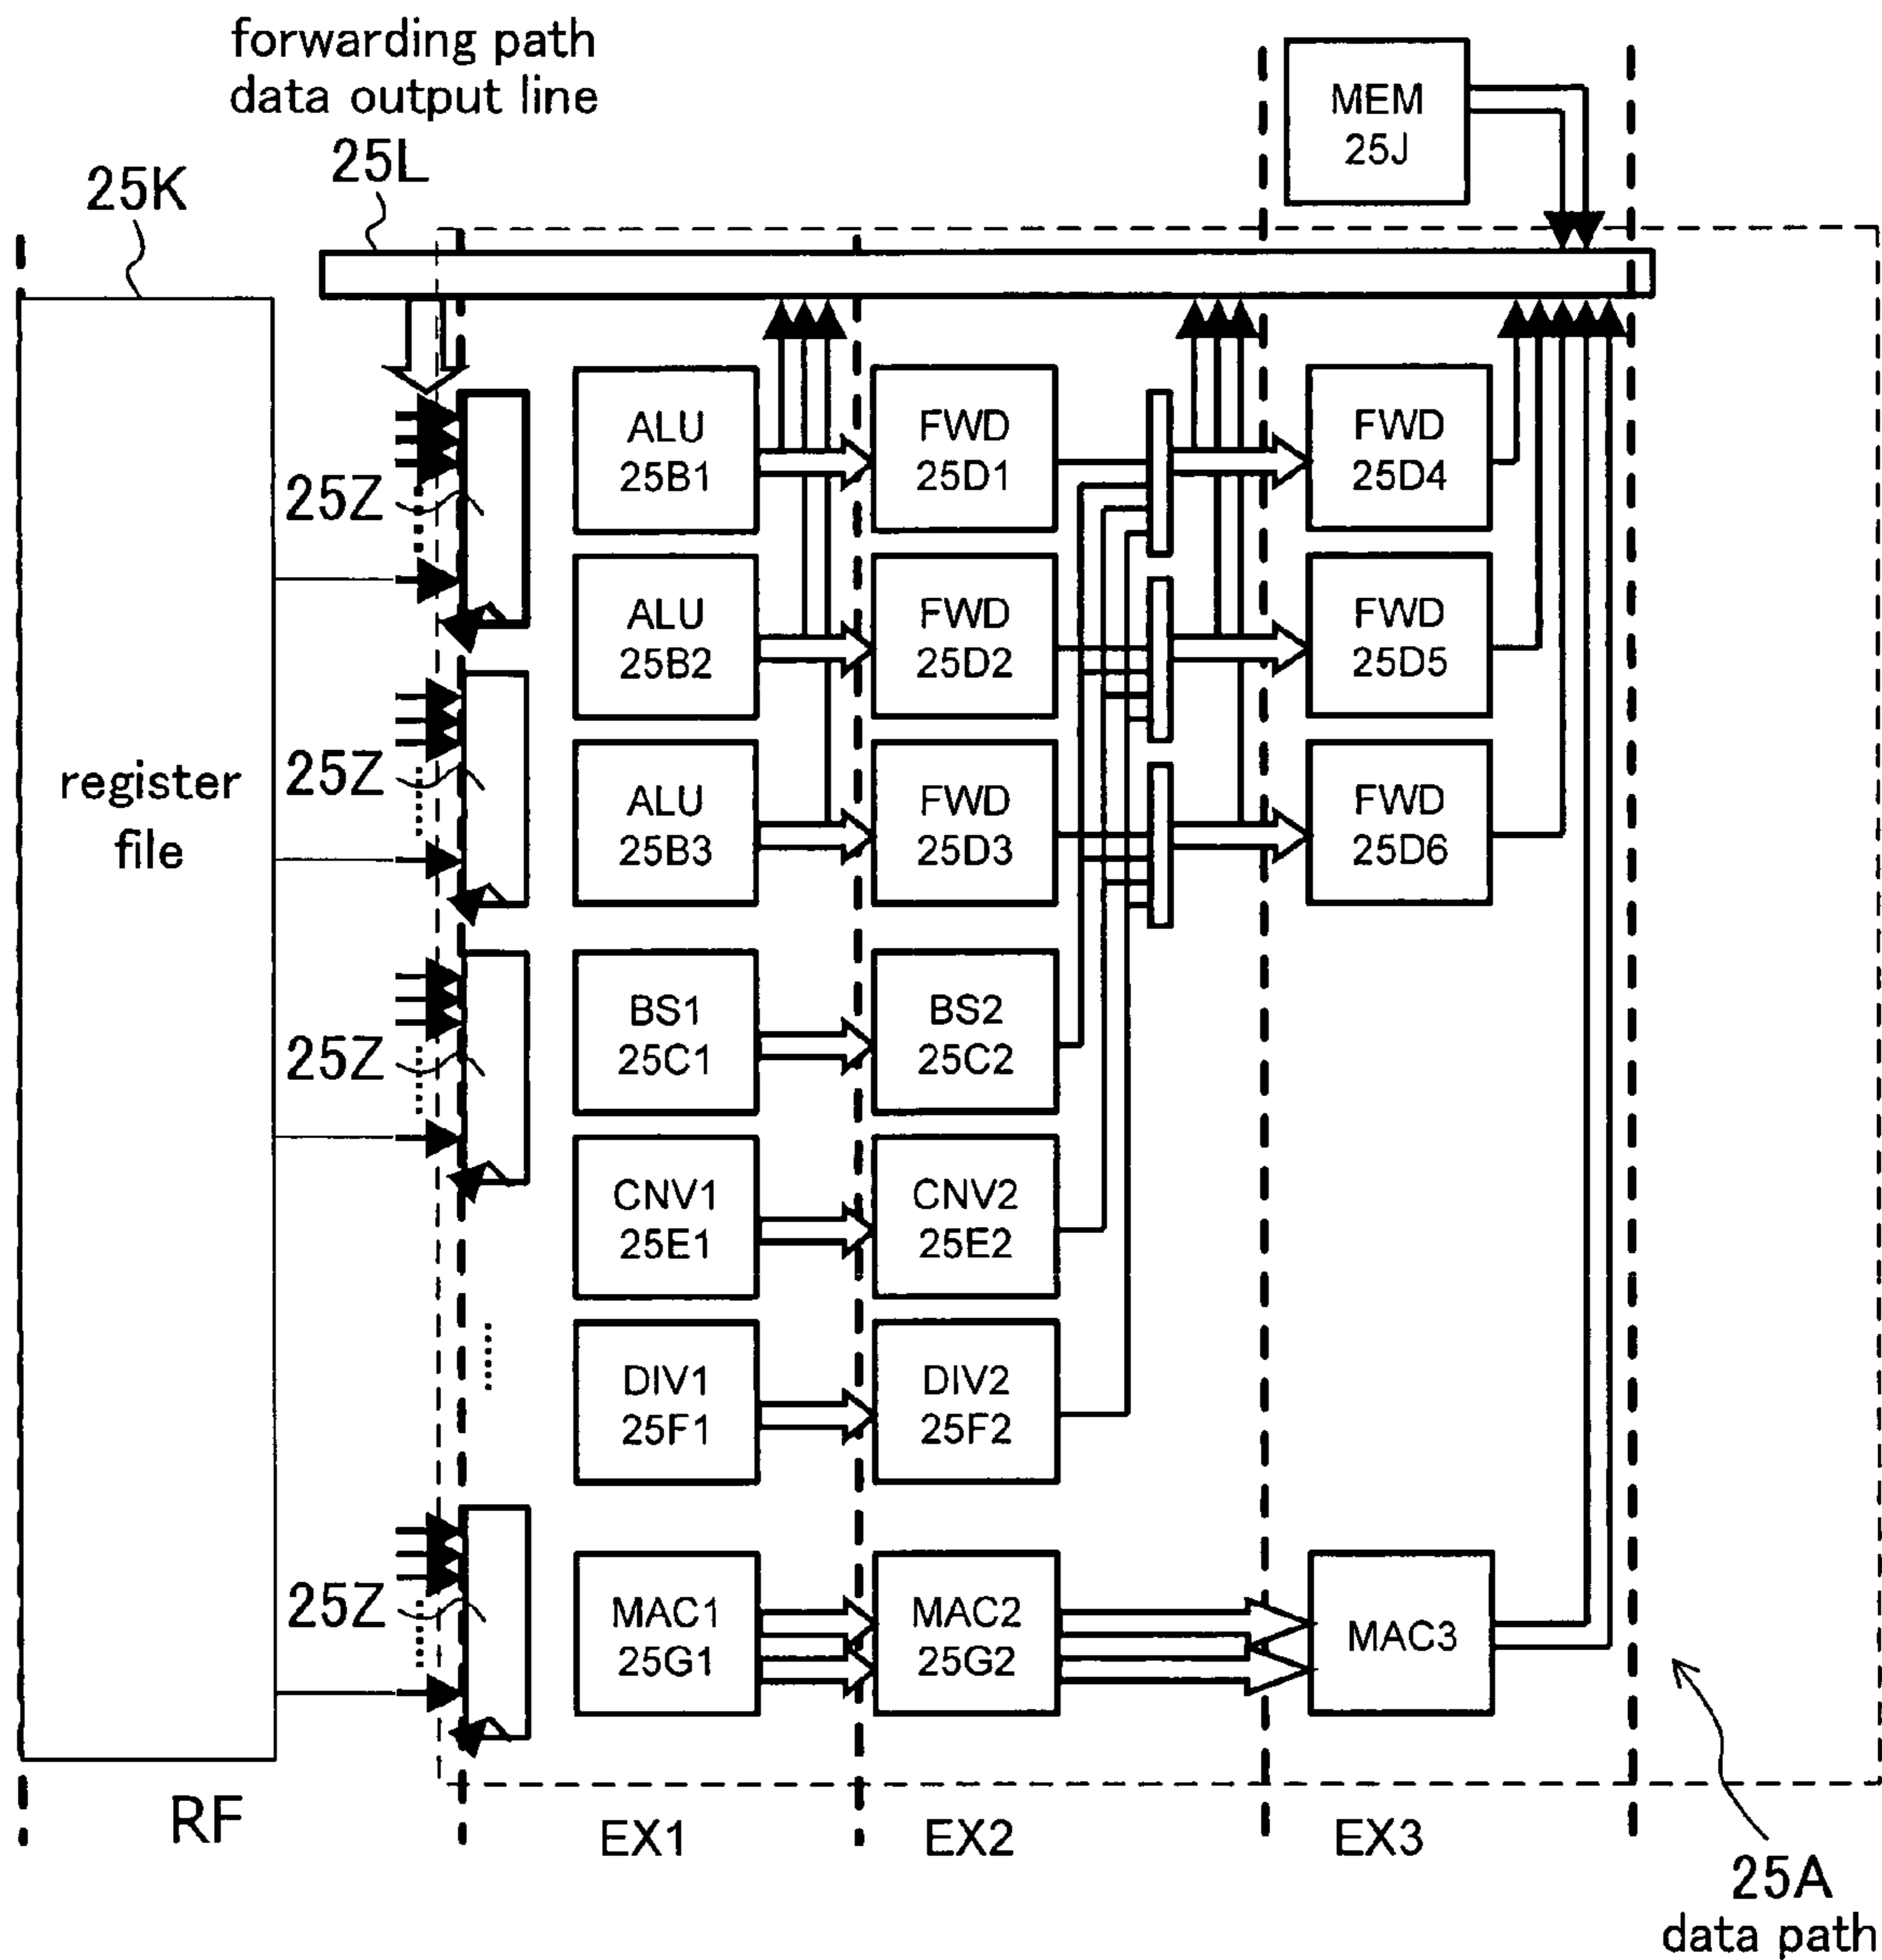 forwarding path
data output line
25L
25K
MEM
25J
register
file
25Z
25Z
25Z
25Z
ALU
25B1
FWD
25D1
FWD
25D4
ALU
25B2
FWD
25D2
FWD
25D5
ALU
25B3
FWD
25D3
FWD
25D6
BS1
25C1
BS2
25C2
CNV1
25E1
CNV2
25E2
DIV1
25F1
DIV2
25F2
MAC1
25G1
MAC2
25G2
MAC3
RF
EX1
EX2
EX3
25A
data path